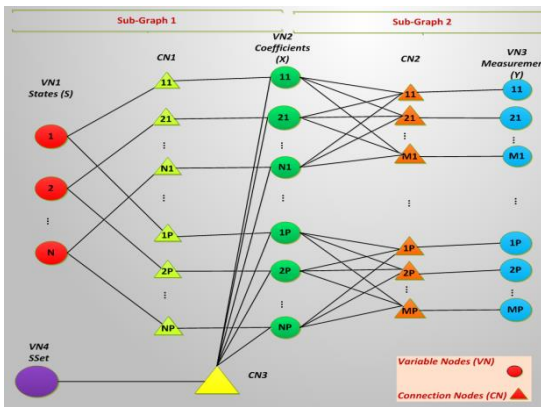 Sub-Graph 1
Sub-Graph 2
VN1
States (S)
CN1
VN2
Coefficients
(X)
CN2
VN3
Measuremen
(Y)
1
2
⋮
N
11
21
...
N1
⋮
1P
2P
...
NP
11
21
...
N1
⋮
1P
2P
...
NP
11
21
...
M1
...
1P
2P
...
MP
11
21
⋮
M1
⋮
1P
2P
⋮
MP
VN4
SSet
CN3
Variable Nodes (VN)
Connection Nodes (CN)